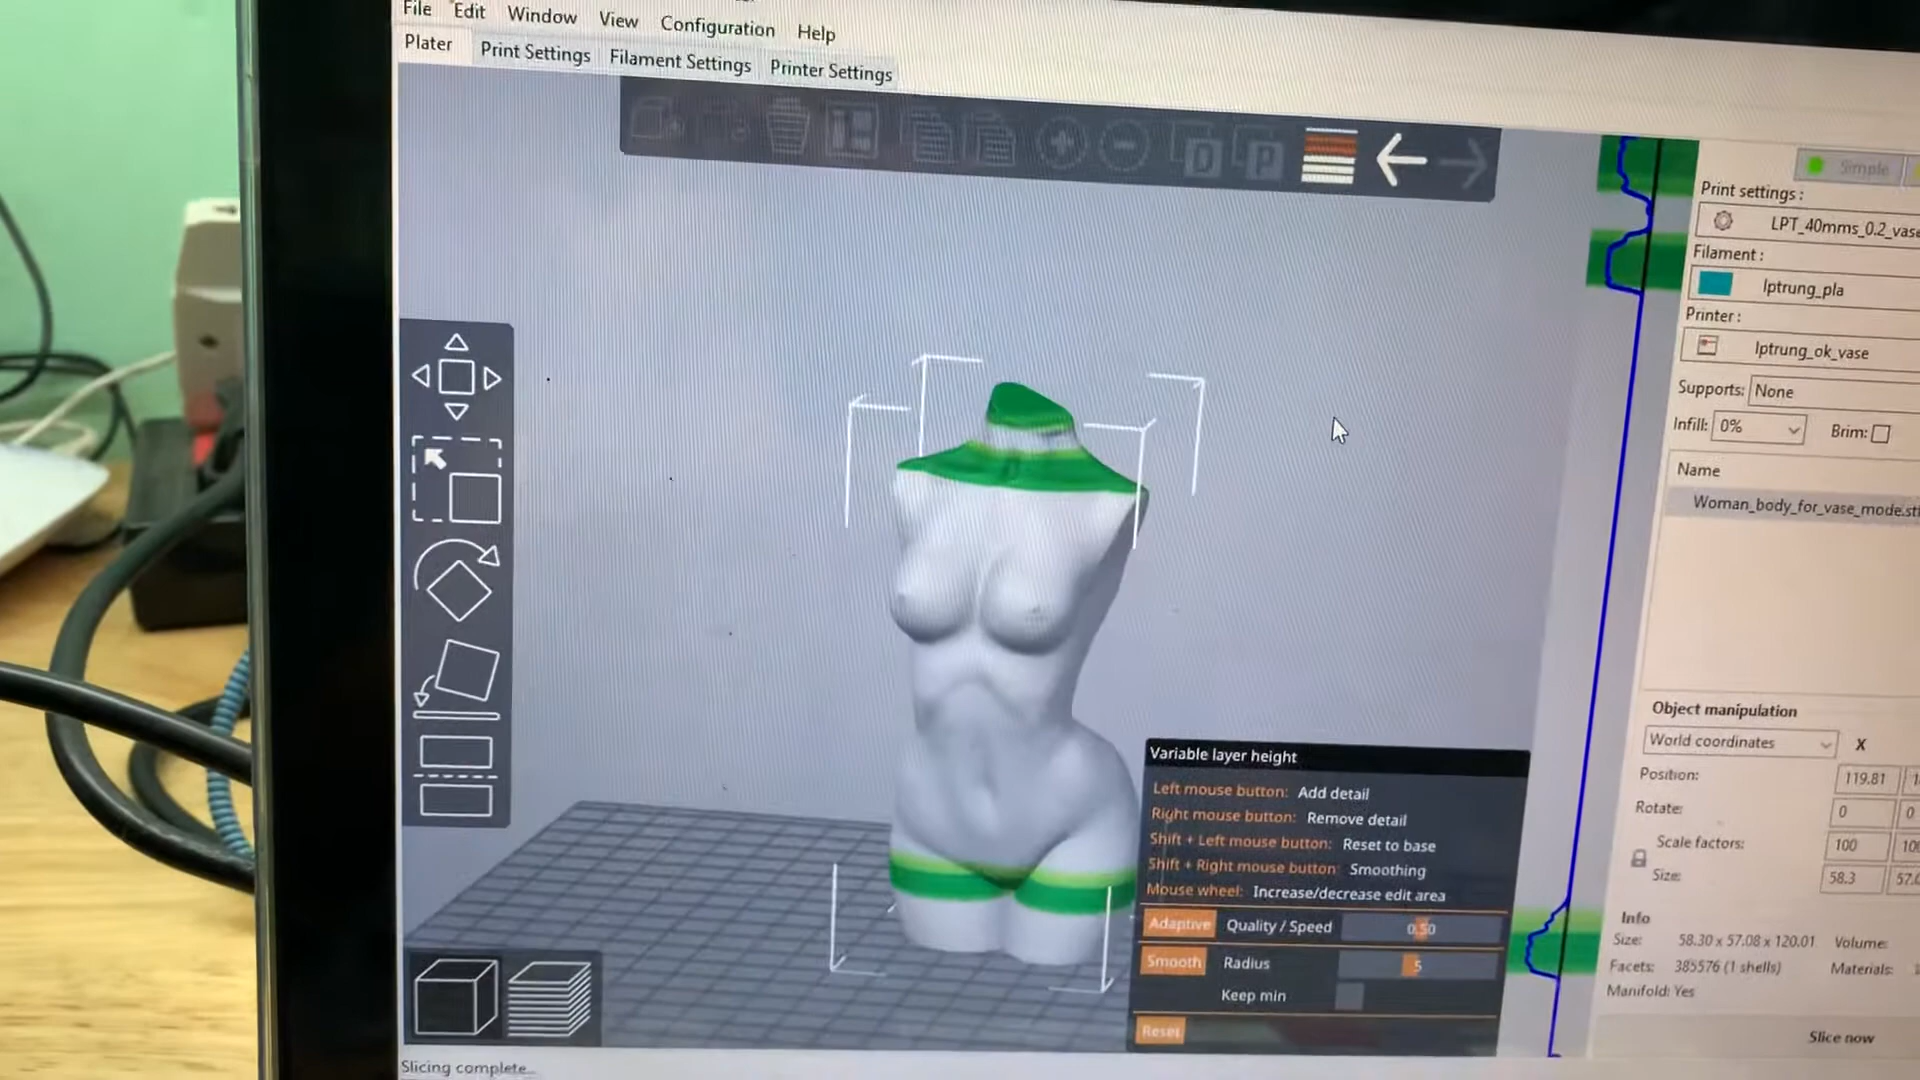 File Edit Window View Configuration Help
Plater Print Settings Filament Settings Printer Settings
D P
Simple
Print settings :
LPT_40mms_0.2_vase
Filament :
lptrung_pla
Printer :
lptrung_ok_vase
Supports: None
Infill: 0% Brim:
Name
Woman_body_for_vase_mode.stl
Object manipulation
World coordinates X
Position: 119.81
Rotate: 0 0
Scale factors: 100
Size: 58.3
Info
Size: 58.30 x 57.08 x 120.01 Volume:
Facets: 385576 (1 shells) Materials:
Manifold: Yes
Slice now
Variable layer height
Left mouse button: Add detail
Right mouse button: Remove detail
Shift + Left mouse button: Reset to base
Shift + Right mouse button: Smoothing
Mouse wheel: Increase/decrease edit area
Adaptive Quality / Speed 0.50
Smooth Radius 5
Keep min
Reset
Slicing complete...